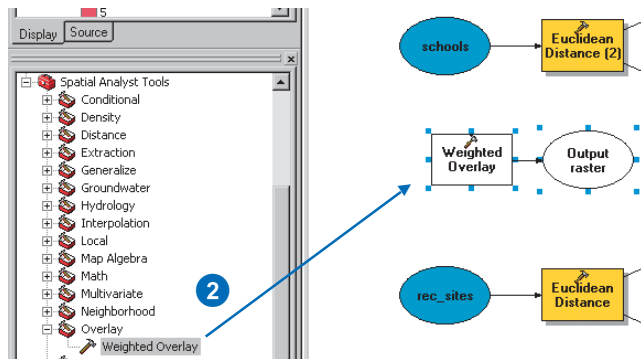 5
Display
Source
Spatial Analyst Tools
Conditional
Density
Distance
Extraction
Generalize
Groundwater
Hydrology
Interpolation
Local
Map Algebra
Math
Multivariate
Neighborhood
Overlay
Weighted Overlay
2
schools
Euclidean
Distance (2)
Weighted
Overlay
Output
raster
rec_sites
Euclidean
Distance